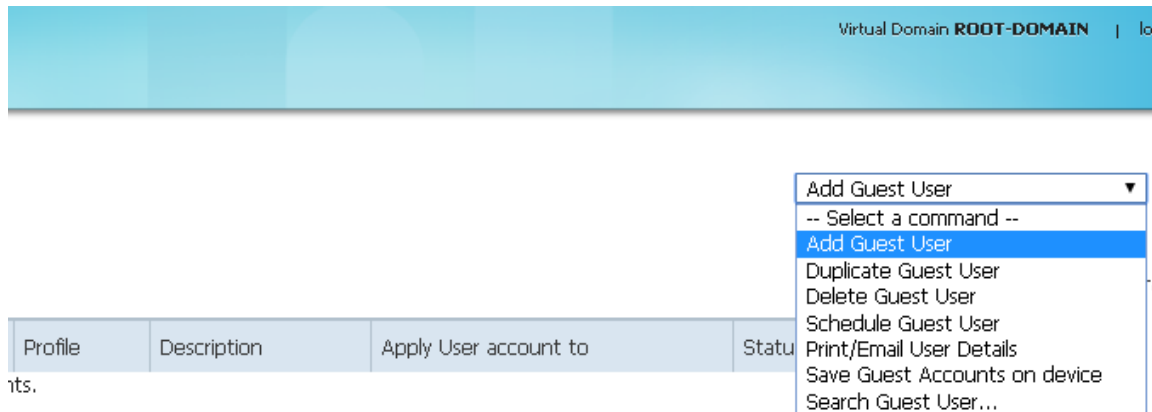 Virtual Domain ROOT-DOMAIN |
Add Guest User
-- Select a command --
Add Guest User
Duplicate Guest User
Delete Guest User
Schedule Guest User
Print/Email User Details
Save Guest Accounts on device
Search Guest User...
Profile Description Apply User account to